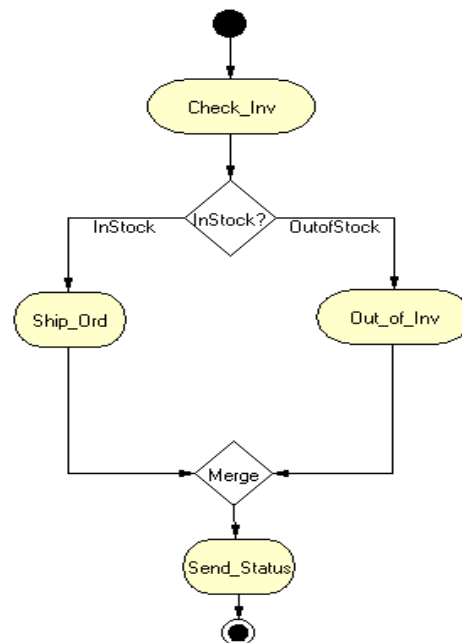 Check_Inv
InStock?
InStock
OutofStock
Ship_Ord
Out_of_Inv
Merge
Send_Status